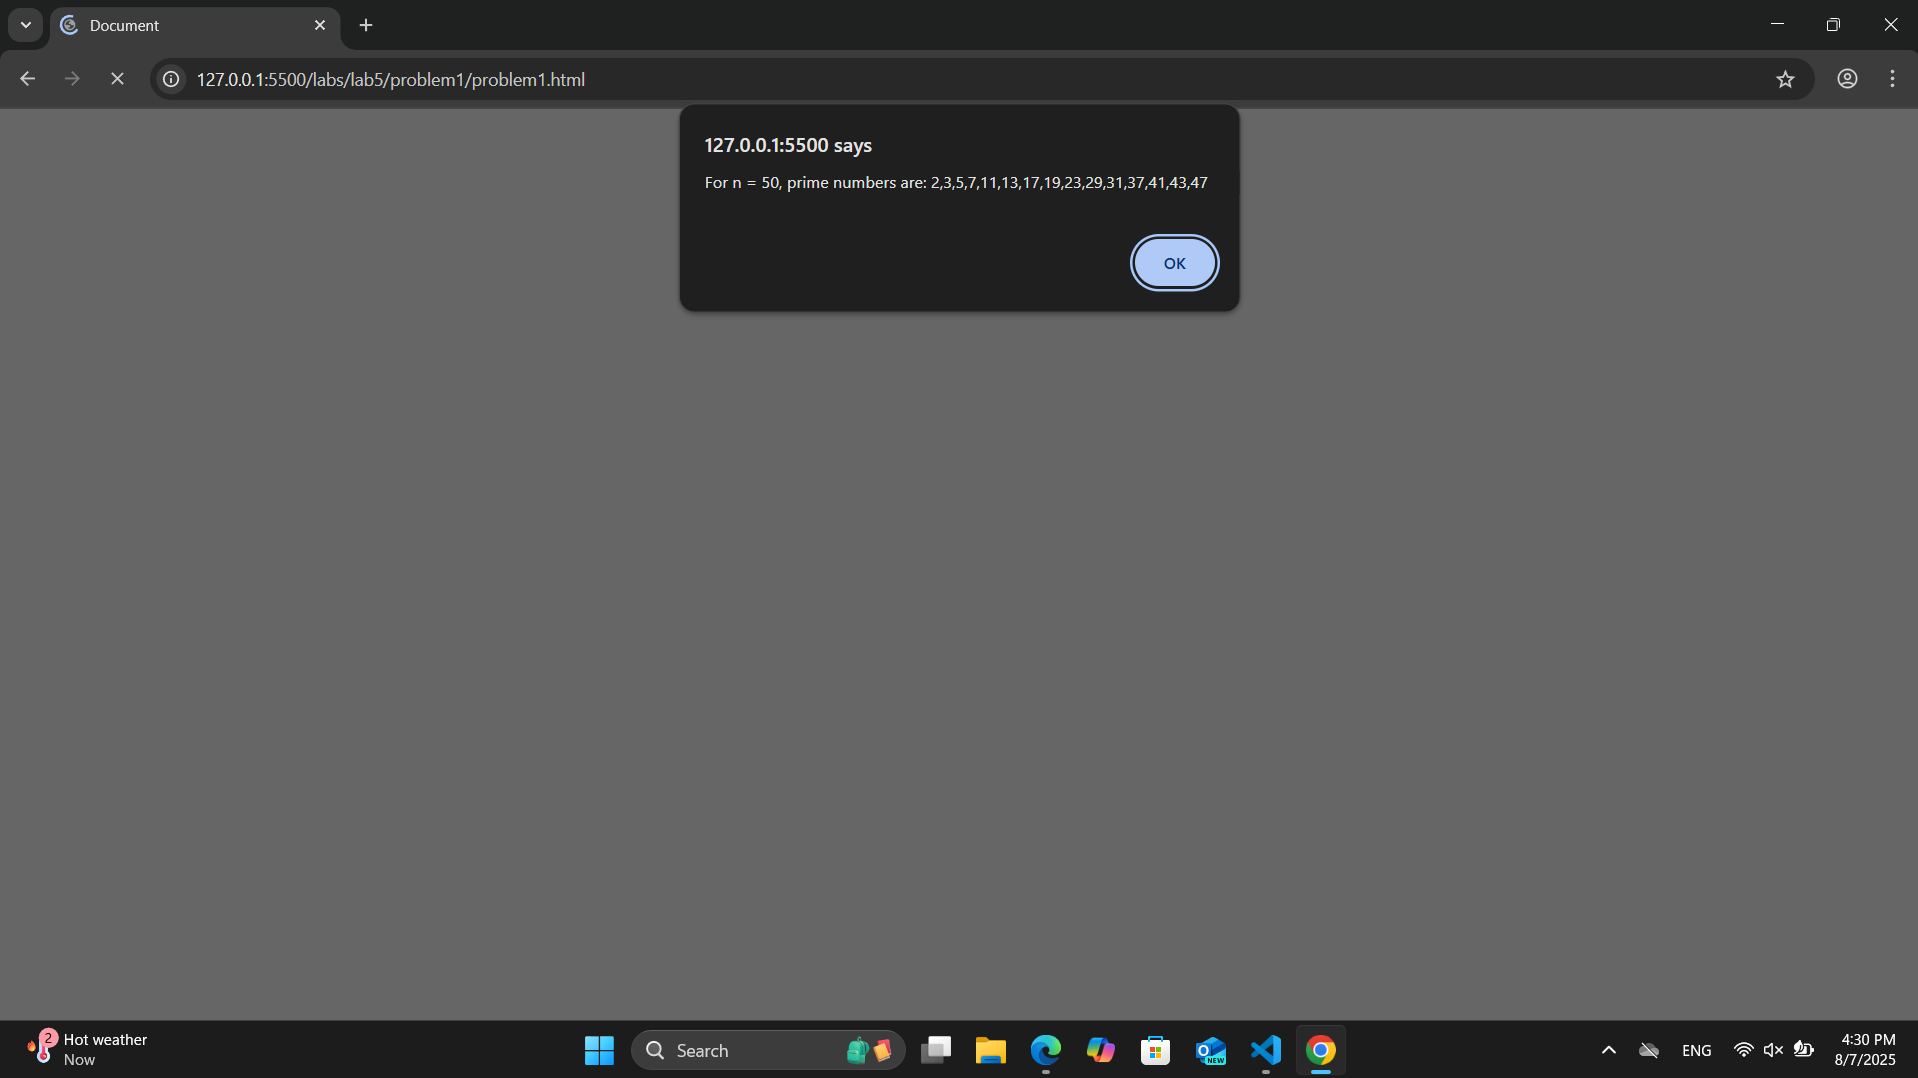 Document
127.0.0.1:5500/labs/lab5/problem1/problem1.html
127.0.0.1:5500 says
For n = 50, prime numbers are: 2,3,5,7,11,13,17,19,23,29,31,37,41,43,47
OK
2
Hot weather
Now
Search
NEW
ENG
4:30 PM
8/7/2025